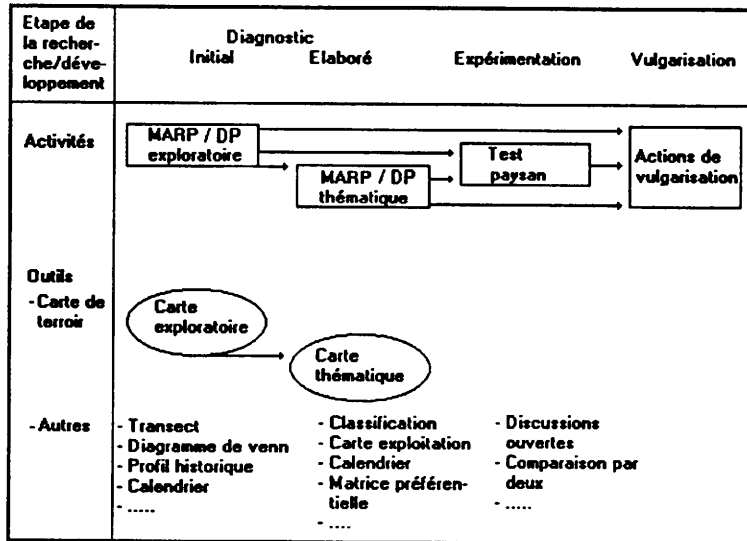 Etape de
la recher-
che/déve-
loppement
Diagnostic
Initial
Elaboré
Expérimentation
Vulgarisation
Activités
MARP / DP
exploratoire
MARP / DP
thématique
Test
paysan
Actions de
vulgarisation
Outils
- Carte de
terroir
Carte
exploratoire
Carte
thématique
- Autres
- Transect
- Diagramme de venn
- Profil historique
- Calendrier
- .....
- Classification
- Carte exploitation
- Calendrier
- Matrice préféren-
tielle
- ....
- Discussions
ouvertes
- Comparaison par
deux
- .....